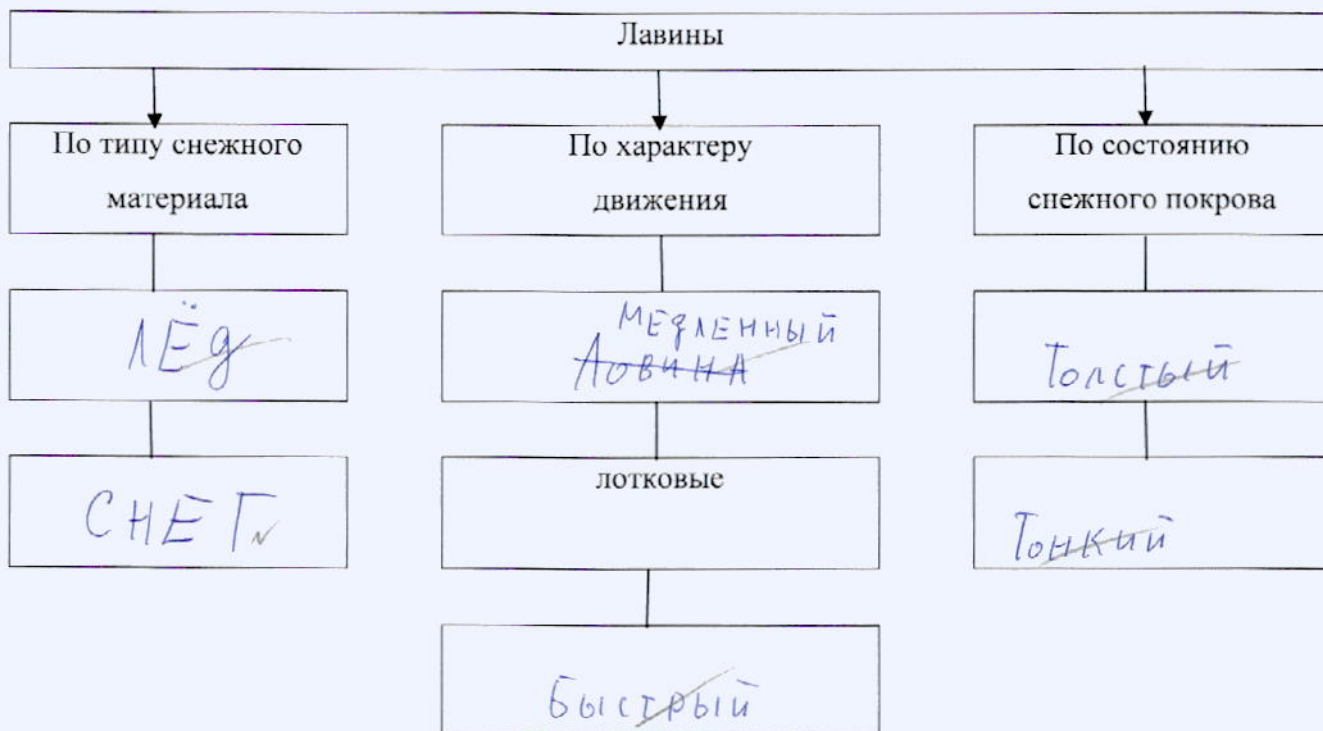 Лавины
По типу снежного
материала
По характеру
движения
По состоянию
снежного покрова
ЛЁД
МЕДЛЕННЫЙ
Ловина
Толстый
СНЕГ
лотковые
Тонкий
Быстрый